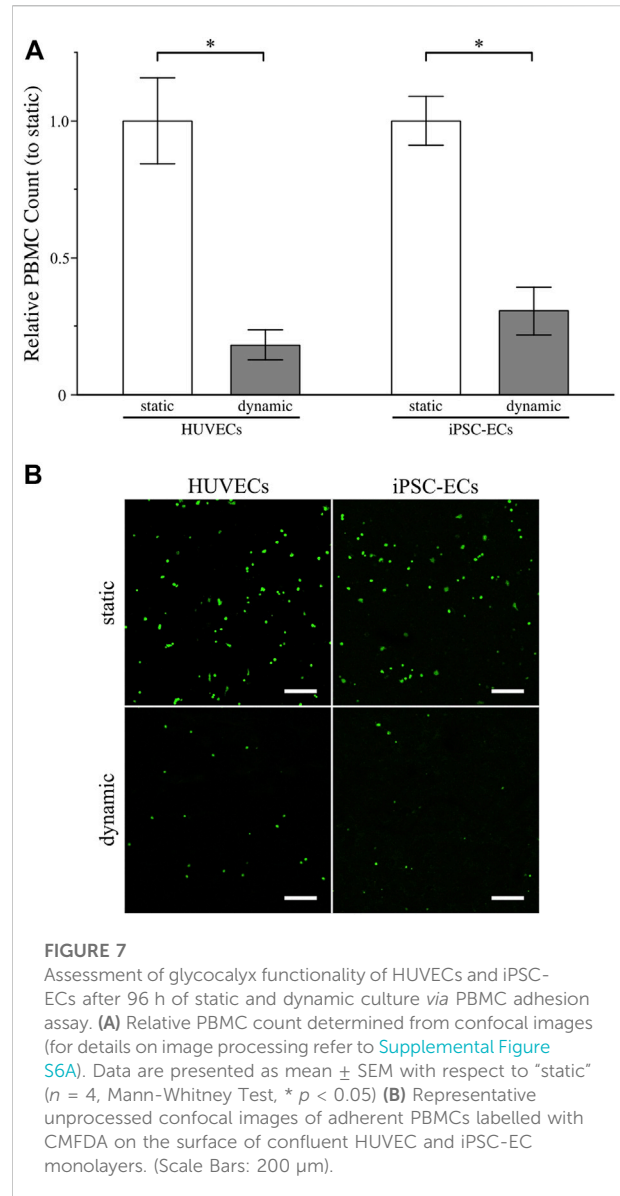 A
*
*
Relative PBMC Count (to static)
1.0
0.5
0
static dynamic static dynamic
HUVECs iPSC-ECs
B
HUVECs iPSC-ECs
static
dynamic
FIGURE 7
Assessment of glycocalyx functionality of HUVECs and iPSC-
ECs after 96 h of static and dynamic culture via PBMC adhesion
assay. (A) Relative PBMC count determined from confocal images
(for details on image processing refer to Supplemental Figure
S6A). Data are presented as mean ± SEM with respect to “static”
(n = 4, Mann-Whitney Test, * p < 0.05) (B) Representative
unprocessed confocal images of adherent PBMCs labelled with
CMFDA on the surface of confluent HUVEC and iPSC-EC
monolayers. (Scale Bars: 200 µm).